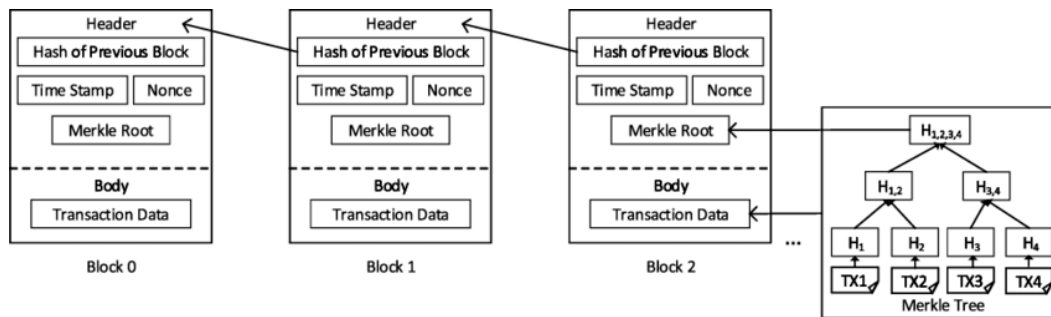 Header
Hash of Previous Block
Time Stamp
Nonce
Merkle Root
Body
Transaction Data
Block 0
Header
Hash of Previous Block
Time Stamp
Nonce
Merkle Root
Body
Transaction Data
Block 1
Header
Hash of Previous Block
Time Stamp
Nonce
Merkle Root
Body
Transaction Data
Block 2
...
H1,2,3,4
H1,2
H3,4
H1
H2
H3
H4
TX1
TX2
TX3
TX4
Merkle Tree